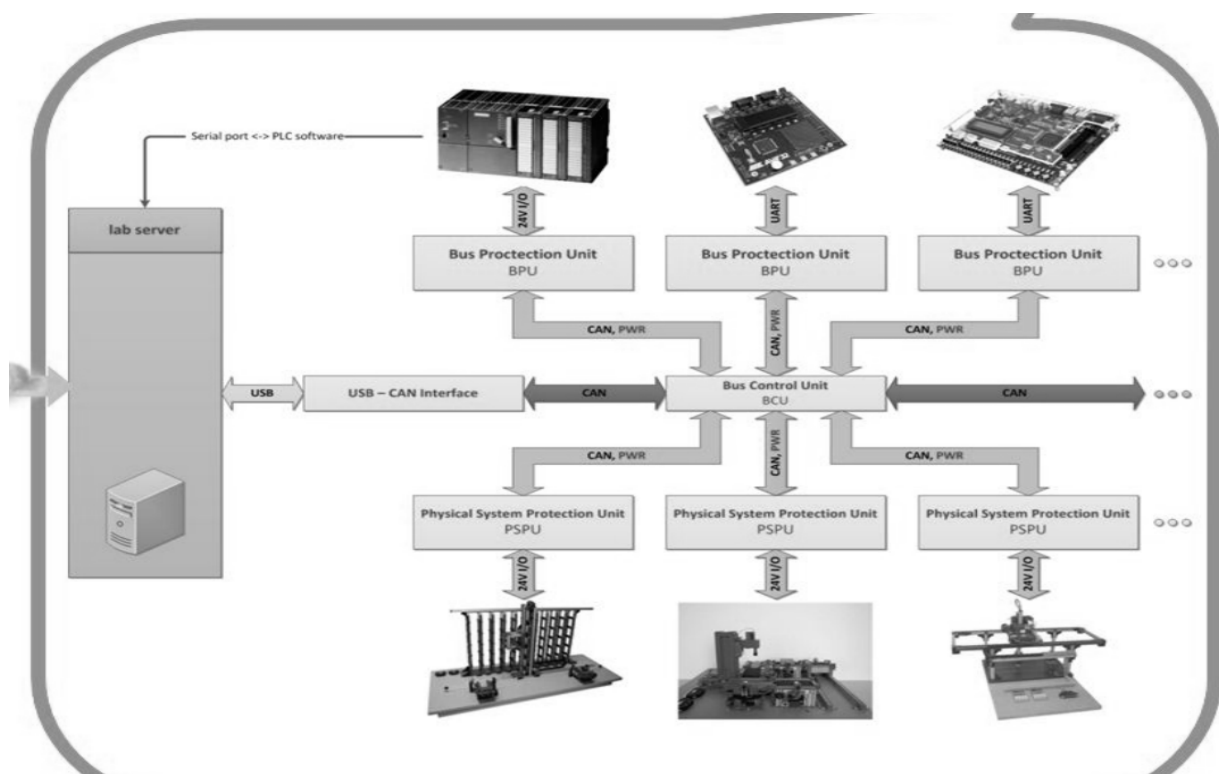 Serial port <-> PLC software
lab server
24V I/O
UART
UART
Bus Proctection Unit
BPU
Bus Proctection Unit
BPU
Bus Proctection Unit
BPU
CAN, PWR
CAN, PWR
CAN, PWR
USB
USB – CAN Interface
CAN
Bus Control Unit
BCU
CAN
CAN, PWR
CAN, PWR
CAN, PWR
Physical System Protection Unit
PSPU
Physical System Protection Unit
PSPU
Physical System Protection Unit
PSPU
24V I/O
24V I/O
24V I/O